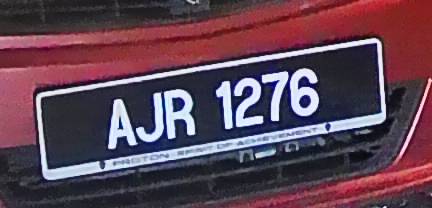 AJR 1276
PROTON · SPIRIT OF ACHIEVEMENT